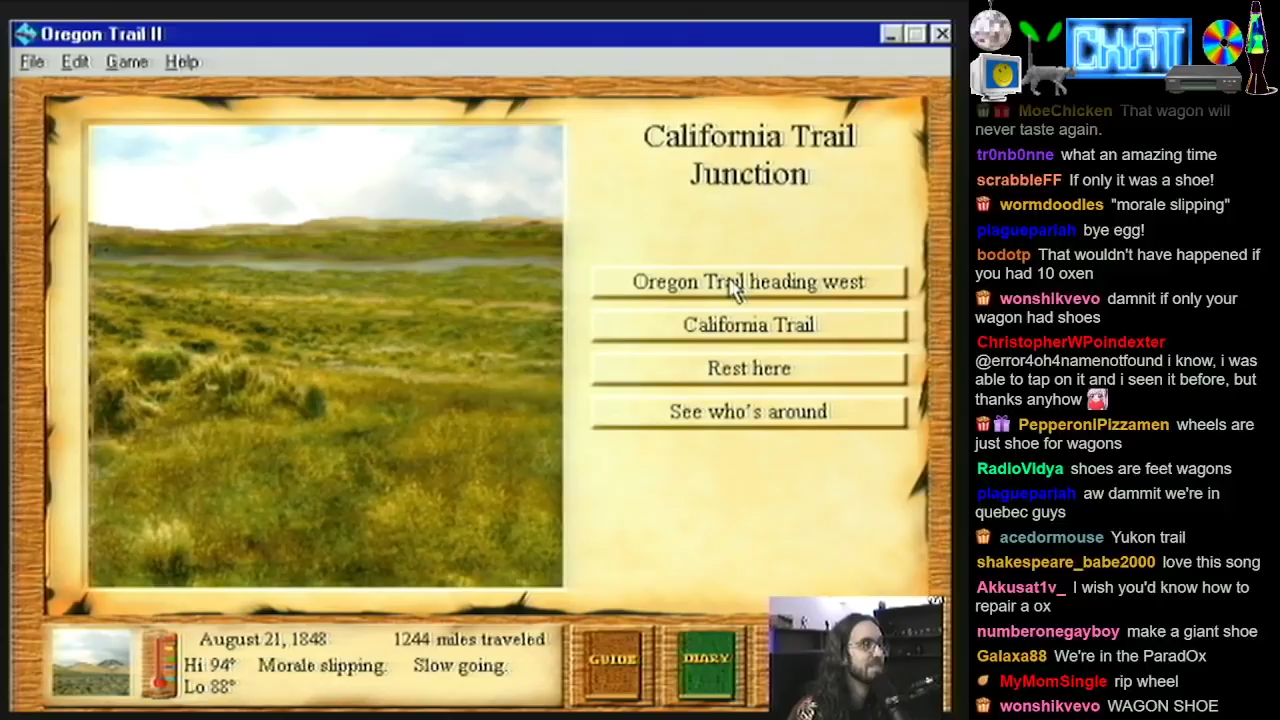 Oregon Trail II
File Edit Game Help
California Trail
Junction
Oregon Trail heading west
California Trail
Rest here
See who's around
August 21, 1848 1244 miles traveled
Hi 94° Morale slipping. Slow going.
Lo 88°
GUIDE
DIARY
CHAT
MoeChicken That wagon will
never taste again.
tr0nb0nne what an amazing time
scrabbleFF If only it was a shoe!
wormdoodles "morale slipping"
plaguepariah bye egg!
bodotp That wouldn't have happened if
you had 10 oxen
wonshikvevo damnit if only your
wagon had shoes
ChristopherWPoindexter
@error4oh4namenotfound i know, i was
able to tap on it and i seen it before, but
thanks anyhow
PepperonIPizzamen wheels are
just shoe for wagons
RadioVidya shoes are feet wagons
plaguepariah aw dammit we're in
quebec guys
acedormouse Yukon trail
shakespeare_babe2000 love this song
Akkusat1v_ I wish you'd know how to
repair a ox
numberonegayboy make a giant shoe
Galaxa88 We're in the ParadOx
MyMomSingle rip wheel
wonshikvevo WAGON SHOE